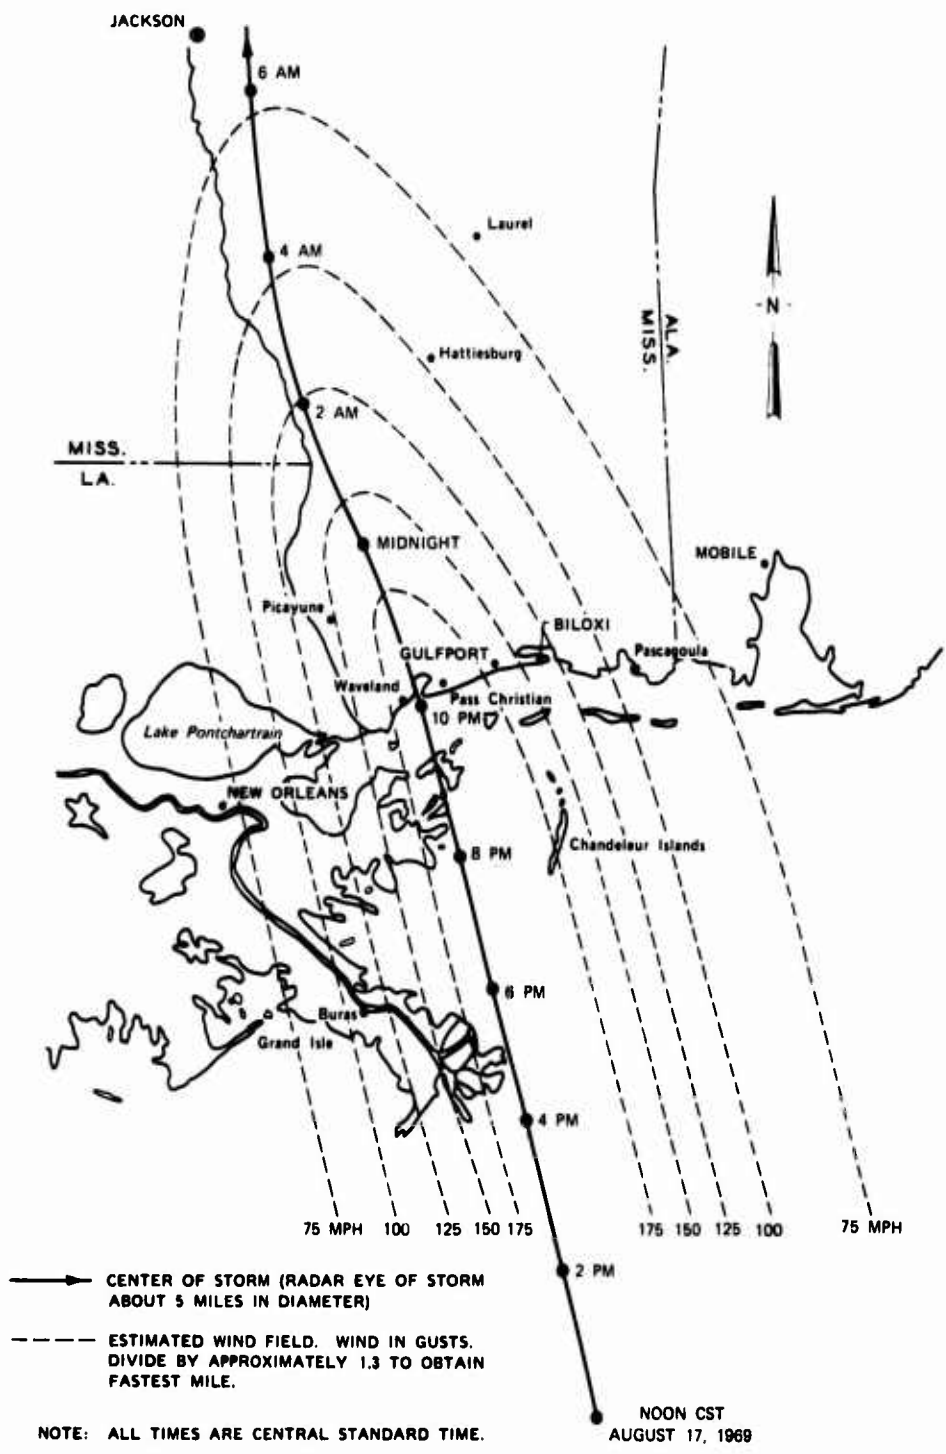 JACKSON
6 AM
Laurel
4 AM
N
ALA.
MISS.
Hattiesburg
2 AM
MISS.
LA.
MIDNIGHT
MOBILE
Picayune
BILOXI
GULFPORT
Pascagoula
Waveland
Pass Christian
10 PM
Lake Pontchartrain
NEW ORLEANS
Chandeleur Islands
8 PM
6 PM
Buras
Grand Isle
4 PM
75 MPH 100 125 150 175 175 150 125 100 75 MPH
2 PM
CENTER OF STORM (RADAR EYE OF STORM
ABOUT 5 MILES IN DIAMETER)
ESTIMATED WIND FIELD. WIND IN GUSTS.
DIVIDE BY APPROXIMATELY 1.3 TO OBTAIN
FASTEST MILE.
NOON CST
AUGUST 17, 1969
NOTE: ALL TIMES ARE CENTRAL STANDARD TIME.